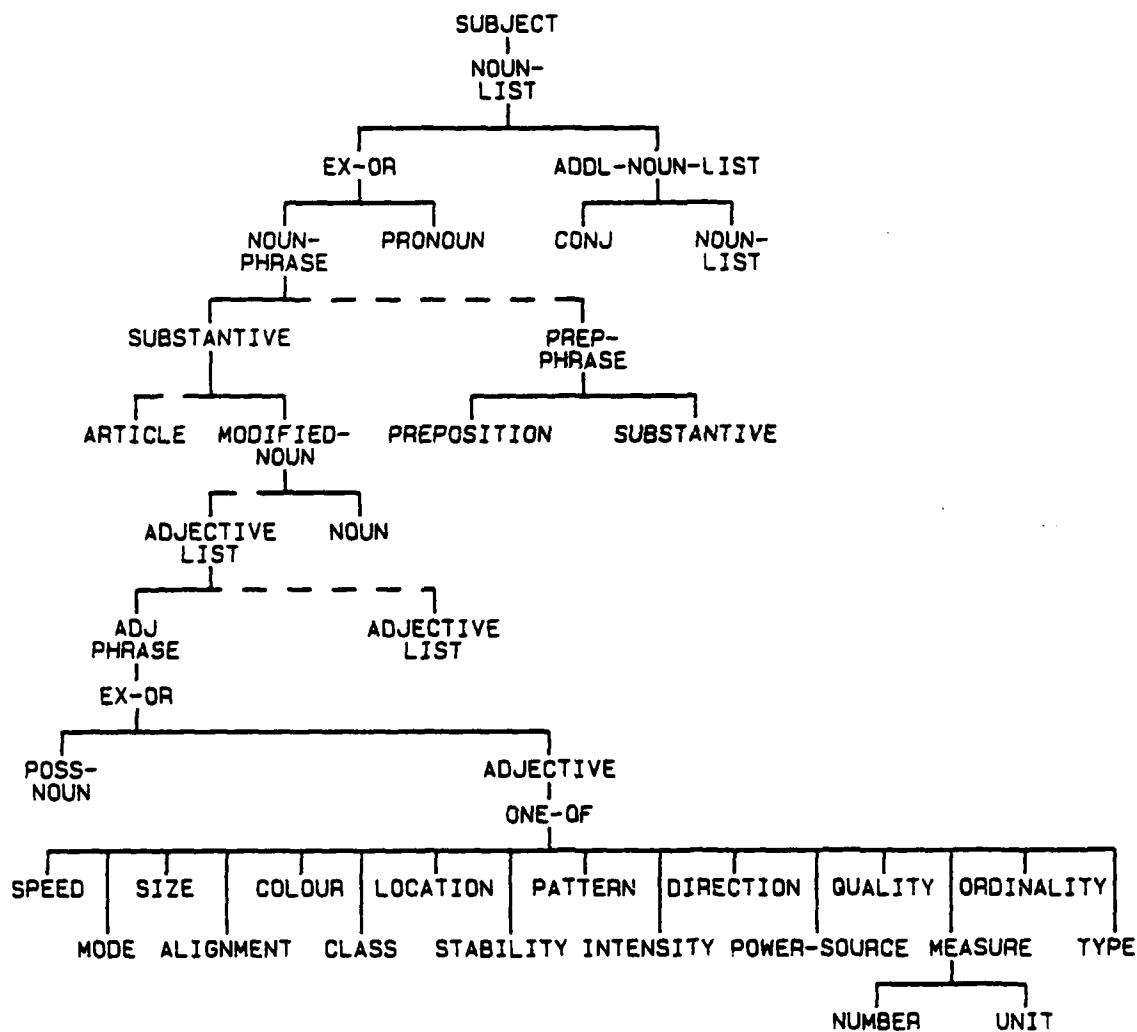 SUBJECT
NOUN-
LIST
EX-OR ADDL-NOUN-LIST
NOUN-
PHRASE
PRONOUN
CONJ
NOUN-
LIST
SUBSTANTIVE
PREP-
PHRASE
ARTICLE
MODIFIED-
NOUN
PREPOSITION
SUBSTANTIVE
ADJECTIVE
LIST
NOUN
ADJ
PHRASE
ADJECTIVE
LIST
EX-OR
POSS-
NOUN
ADJECTIVE
ONE-OF
SPEED SIZE COLOUR LOCATION PATTERN DIRECTION QUALITY ORDINALITY
MODE ALIGNMENT CLASS STABILITY INTENSITY POWER-SOURCE MEASURE TYPE
NUMBER UNIT